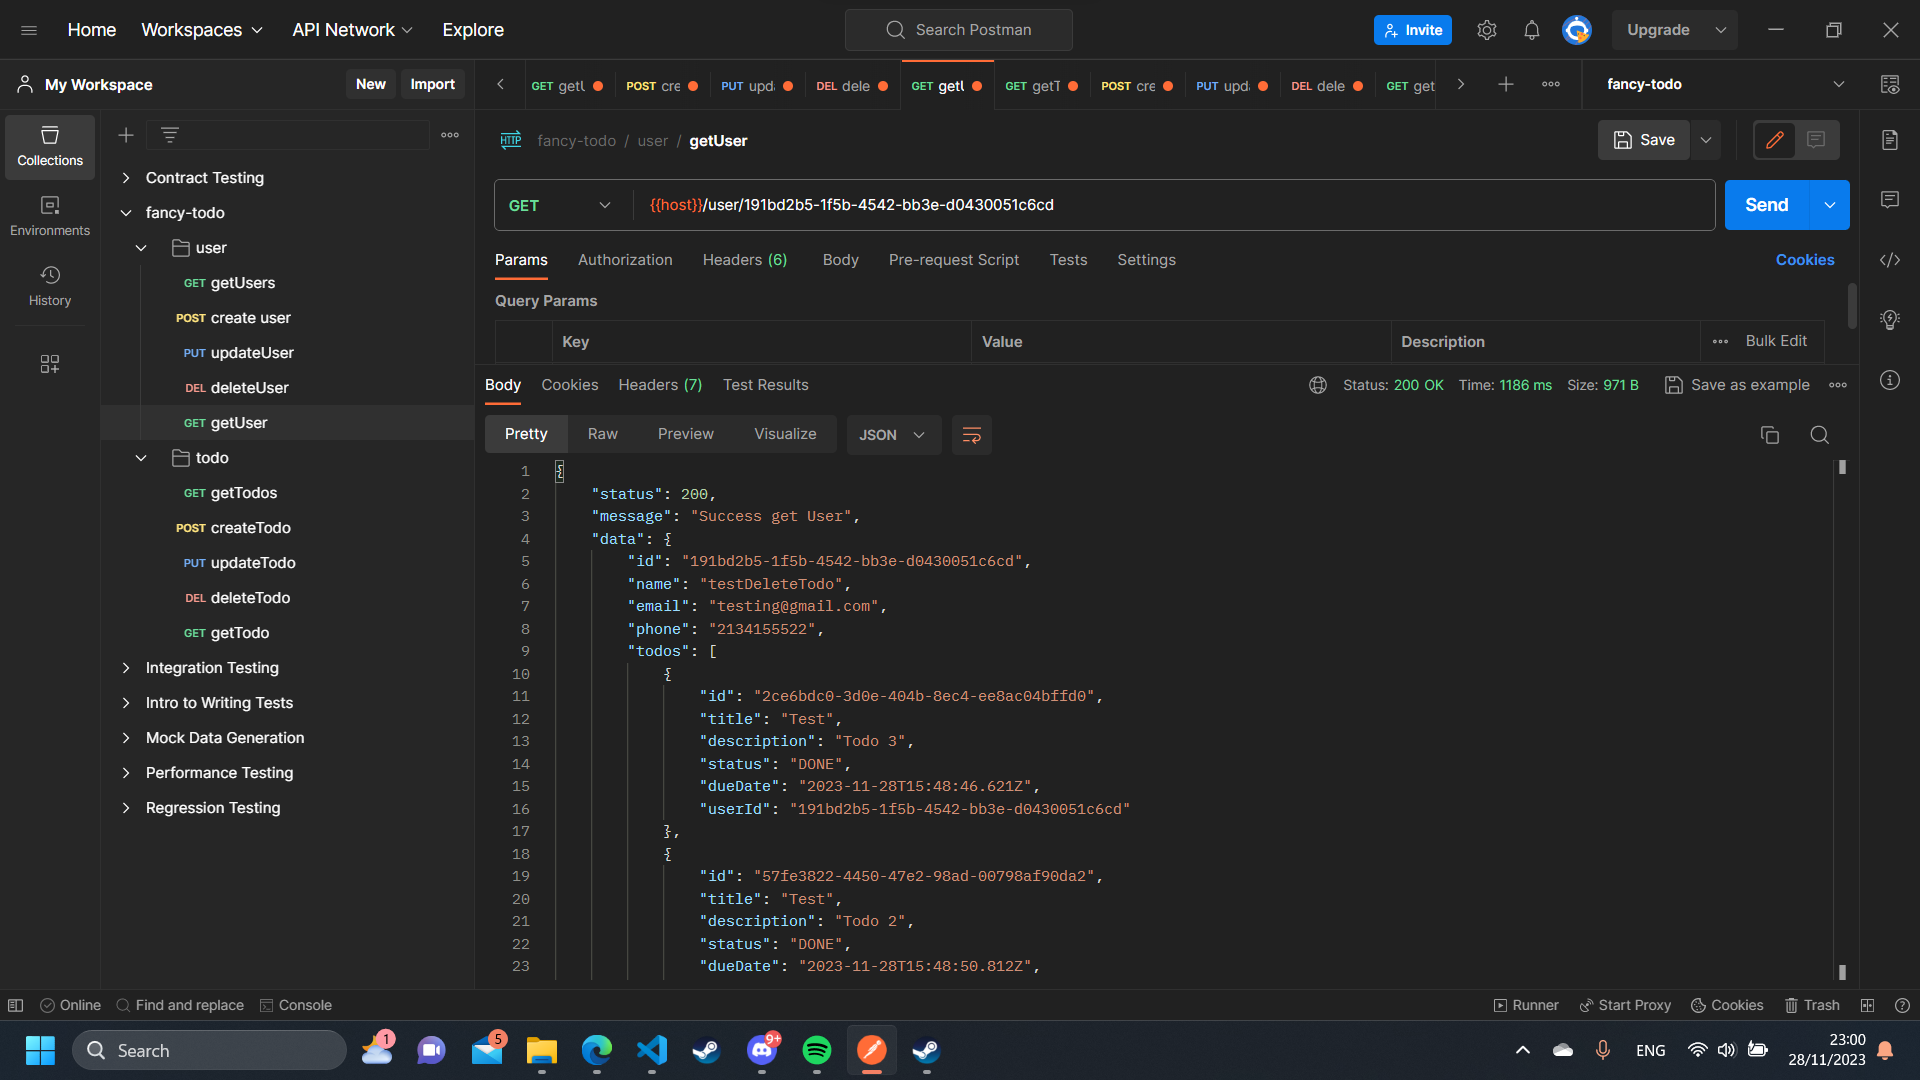 Home Workspaces API Network Explore Search Postman Invite Upgrade
My Workspace New Import GET getU POST cre PUT upda DEL dele GET getU GET getT POST cre PUT upda DEL dele GET get fancy-todo
Collections
Environments
History
Contract Testing
fancy-todo
user
GET getUsers
POST create user
PUT updateUser
DEL deleteUser
GET getUser
todo
GET getTodos
POST createTodo
PUT updateTodo
DEL deleteTodo
GET getTodo
Integration Testing
Intro to Writing Tests
Mock Data Generation
Performance Testing
Regression Testing
HTTP fancy-todo / user / getUser Save
GET {{host}}/user/191bd2b5-1f5b-4542-bb3e-d0430051c6cd Send
Params Authorization Headers (6) Body Pre-request Script Tests Settings Cookies
Query Params
Key Value Description Bulk Edit
Body Cookies Headers (7) Test Results Status: 200 OK Time: 1186 ms Size: 971 B Save as example
Pretty Raw Preview Visualize JSON
1 {
2 "status": 200,
3 "message": "Success get User",
4 "data": {
5 "id": "191bd2b5-1f5b-4542-bb3e-d0430051c6cd",
6 "name": "testDeleteTodo",
7 "email": "testing@gmail.com",
8 "phone": "2134155522",
9 "todos": [
10 {
11 "id": "2ce6bdc0-3d0e-404b-8ec4-ee8ac04bffd0",
12 "title": "Test",
13 "description": "Todo 3",
14 "status": "DONE",
15 "dueDate": "2023-11-28T15:48:46.621Z",
16 "userId": "191bd2b5-1f5b-4542-bb3e-d0430051c6cd"
17 },
18 {
19 "id": "57fe3822-4450-47e2-98ad-00798af90da2",
20 "title": "Test",
21 "description": "Todo 2",
22 "status": "DONE",
23 "dueDate": "2023-11-28T15:48:50.812Z",
Online Find and replace Console Runner Start Proxy Cookies Trash
Search 1 5 9+ ENG 23:00
28/11/2023